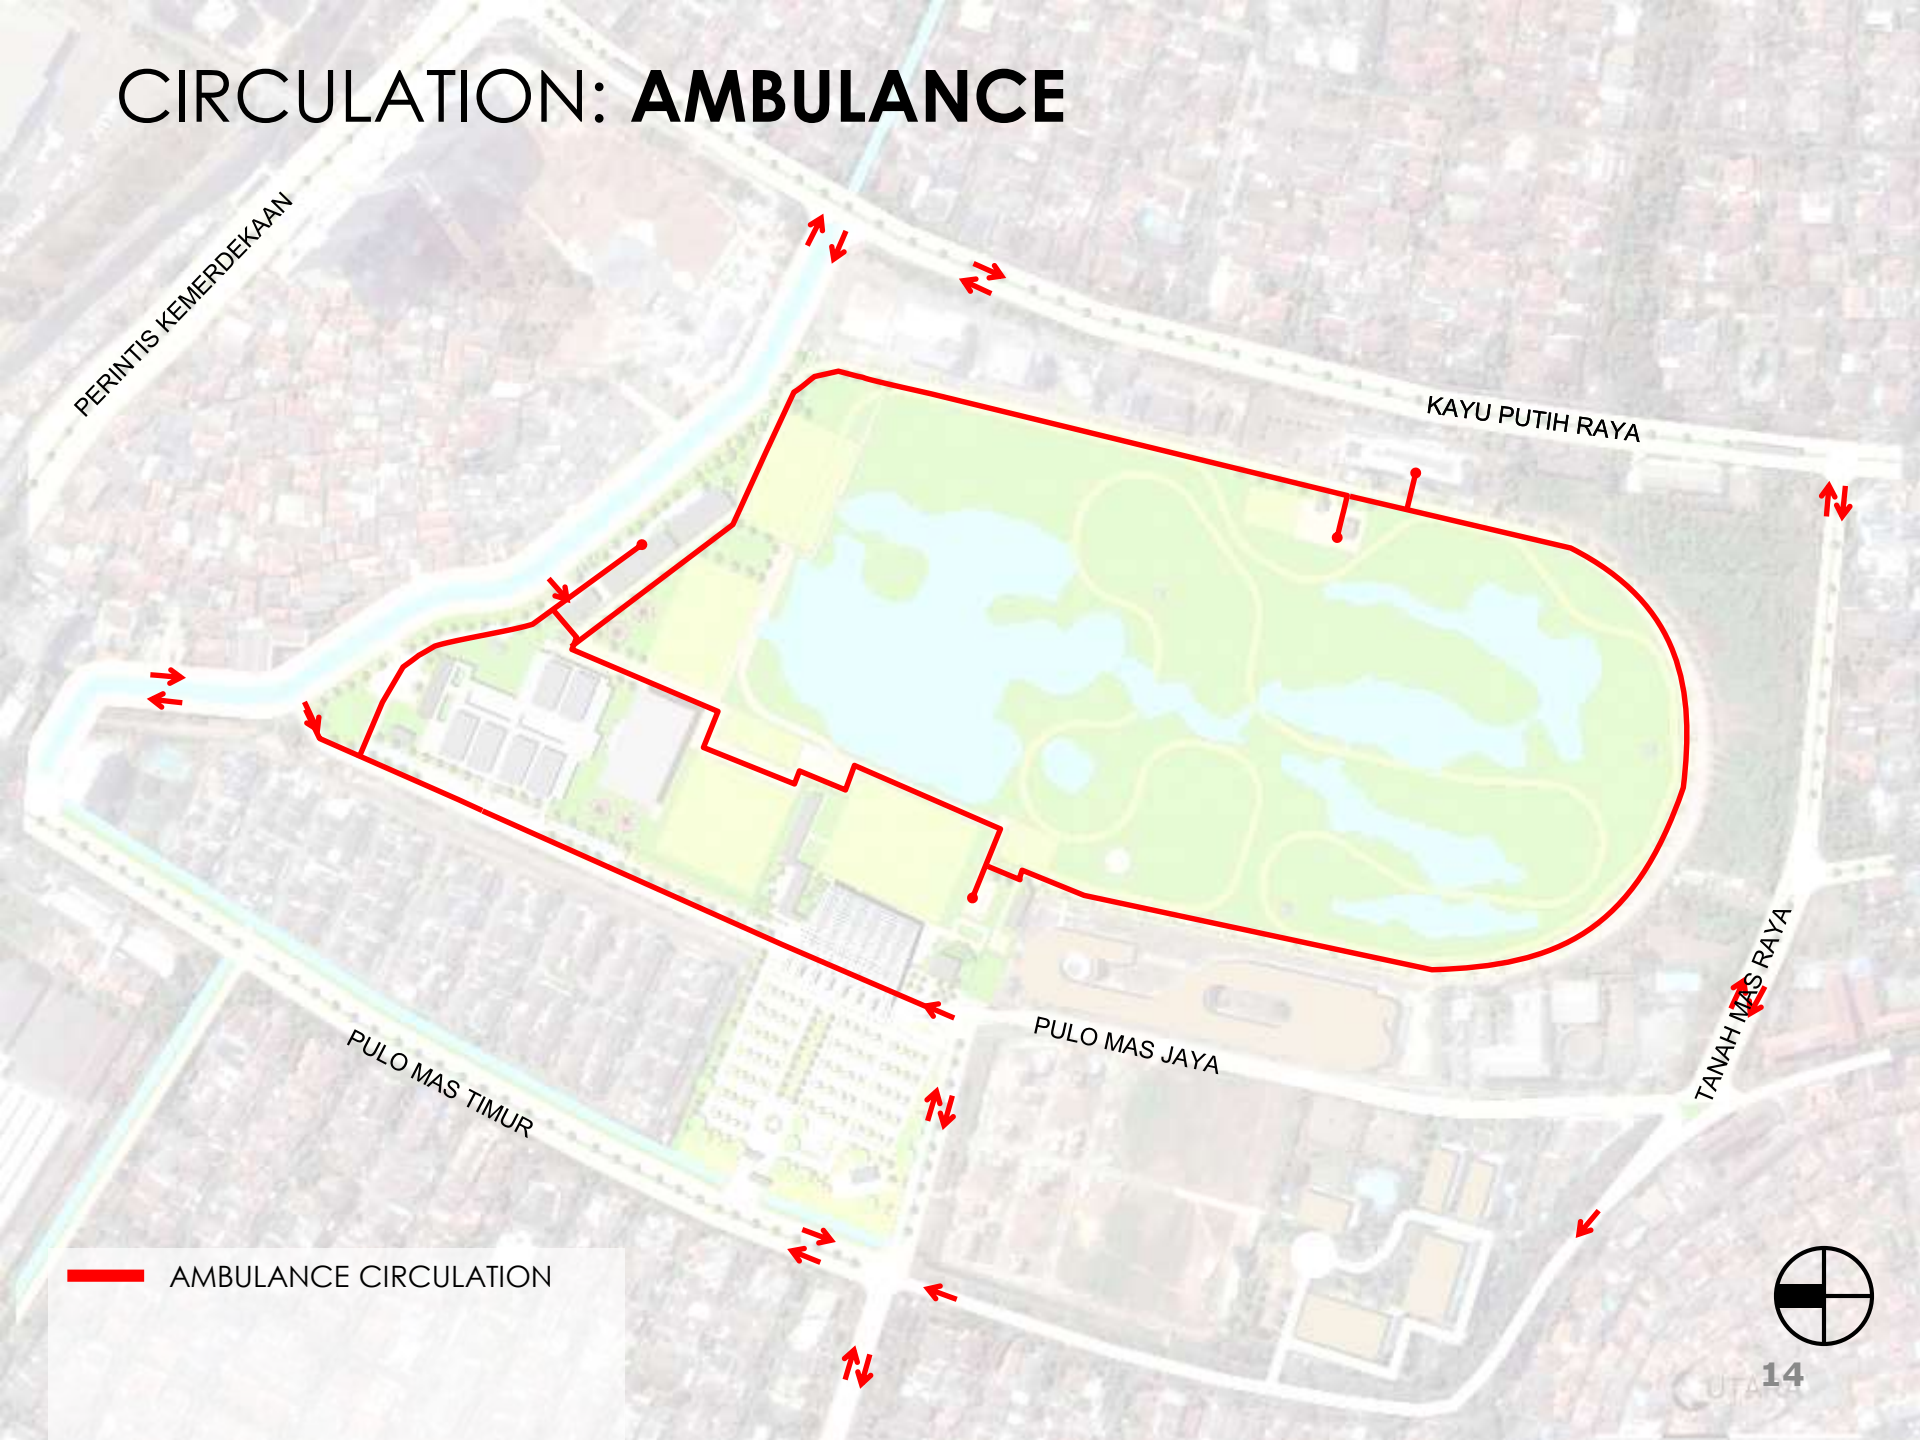 CIRCULATION: AMBULANCE
PERINTIS KEMERDEKAAN
KAYU PUTIH RAYA
TANAH MAS RAYA
PULO MAS JAYA
PULO MAS TIMUR
AMBULANCE CIRCULATION
14